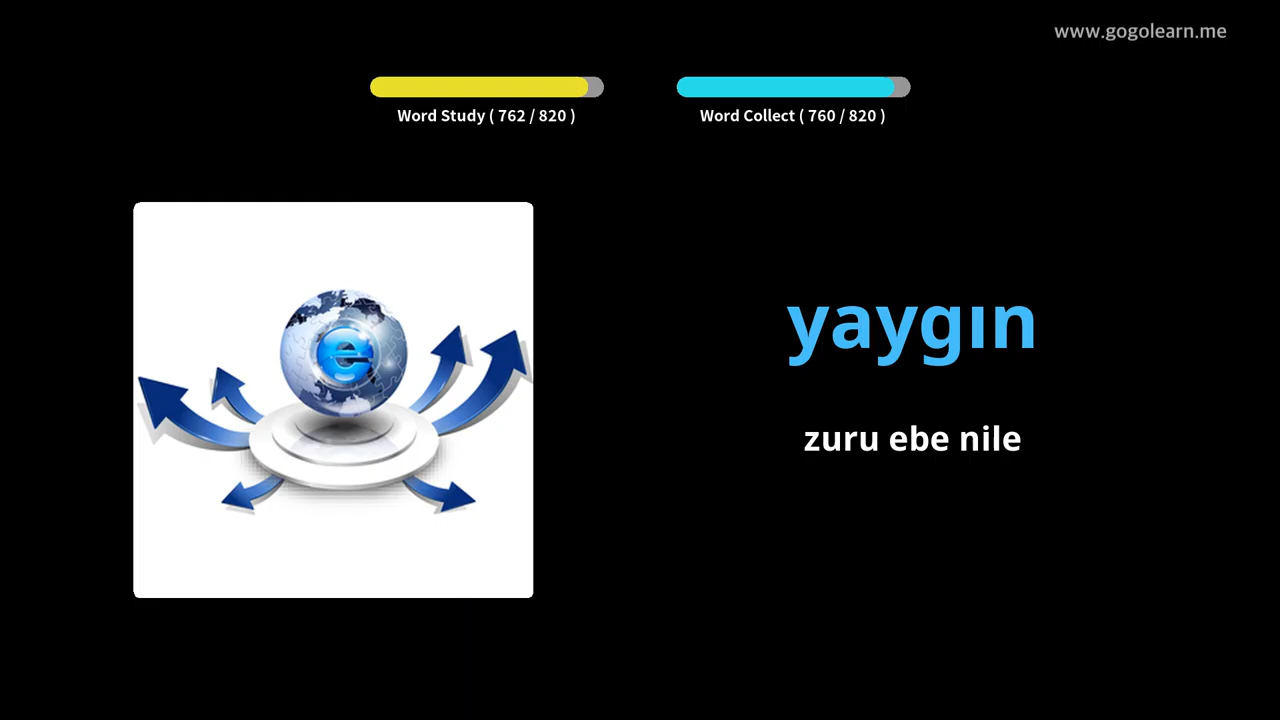 www.gogolearn.me
Word Study ( 762 / 820 )
Word Collect ( 760 / 820 )
e
yaygın
zuru ebe nile